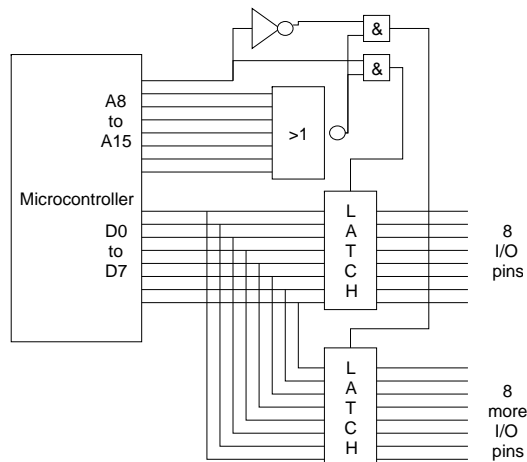 &
&
A8
to
A15
>1
Microcontroller
D0
to
D7
L
A
T
C
H
8
I/O
pins
L
A
T
C
H
8
more
I/O
pins